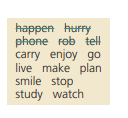 happen hurry
phone rob tell
carry enjoy go
live make plan
smile stop
study watch